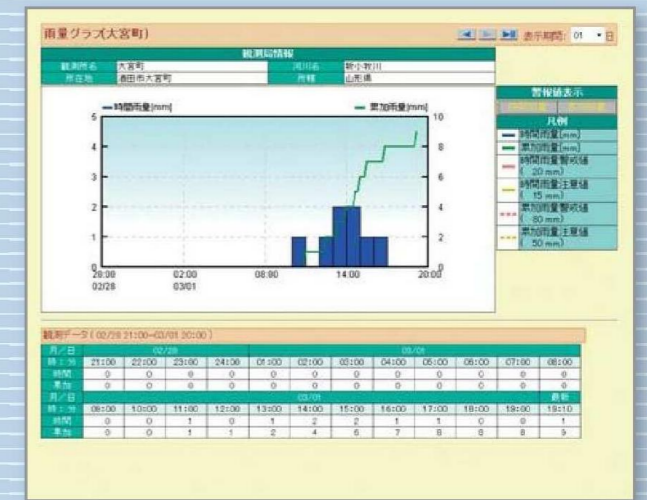 雨量グラフ(大宮町)
表示期間: 01 日
観測局情報
観測所名 大宮町 河川名 新小牧川
所在地 酒田市大宮町 所轄 山形県
時間雨量[mm] 累加雨量[mm]
5 10
4 8
3 6
2 4
1 2
0 0
20:00 02:00 08:00 14:00 20:00
02/28 03/01
警報値表示
凡例
時間雨量[mm]
累加雨量[mm]
時間雨量警戒値
( 20 mm)
時間雨量注意値
( 15 mm)
累加雨量警戒値
( 80 mm)
累加雨量注意値
( 50 mm)
観測データ( 02/28 21:00-03/01 20:00 )
月/日 02/28 03/01
時:分 21:00 22:00 23:00 24:00 01:00 02:00 03:00 04:00 05:00 06:00 07:00 08:00
時間 0 0 0 0 0 0 0 0 0 0 0 0
累加 0 0 0 0 0 0 0 0 0 0 0 0
月/日 03/01 最新
時:分 09:00 10:00 11:00 12:00 13:00 14:00 15:00 16:00 17:00 18:00 19:00 19:10
時間 0 0 1 0 1 2 2 1 1 0 0 1
累加 0 0 1 1 2 4 6 7 8 8 8 9